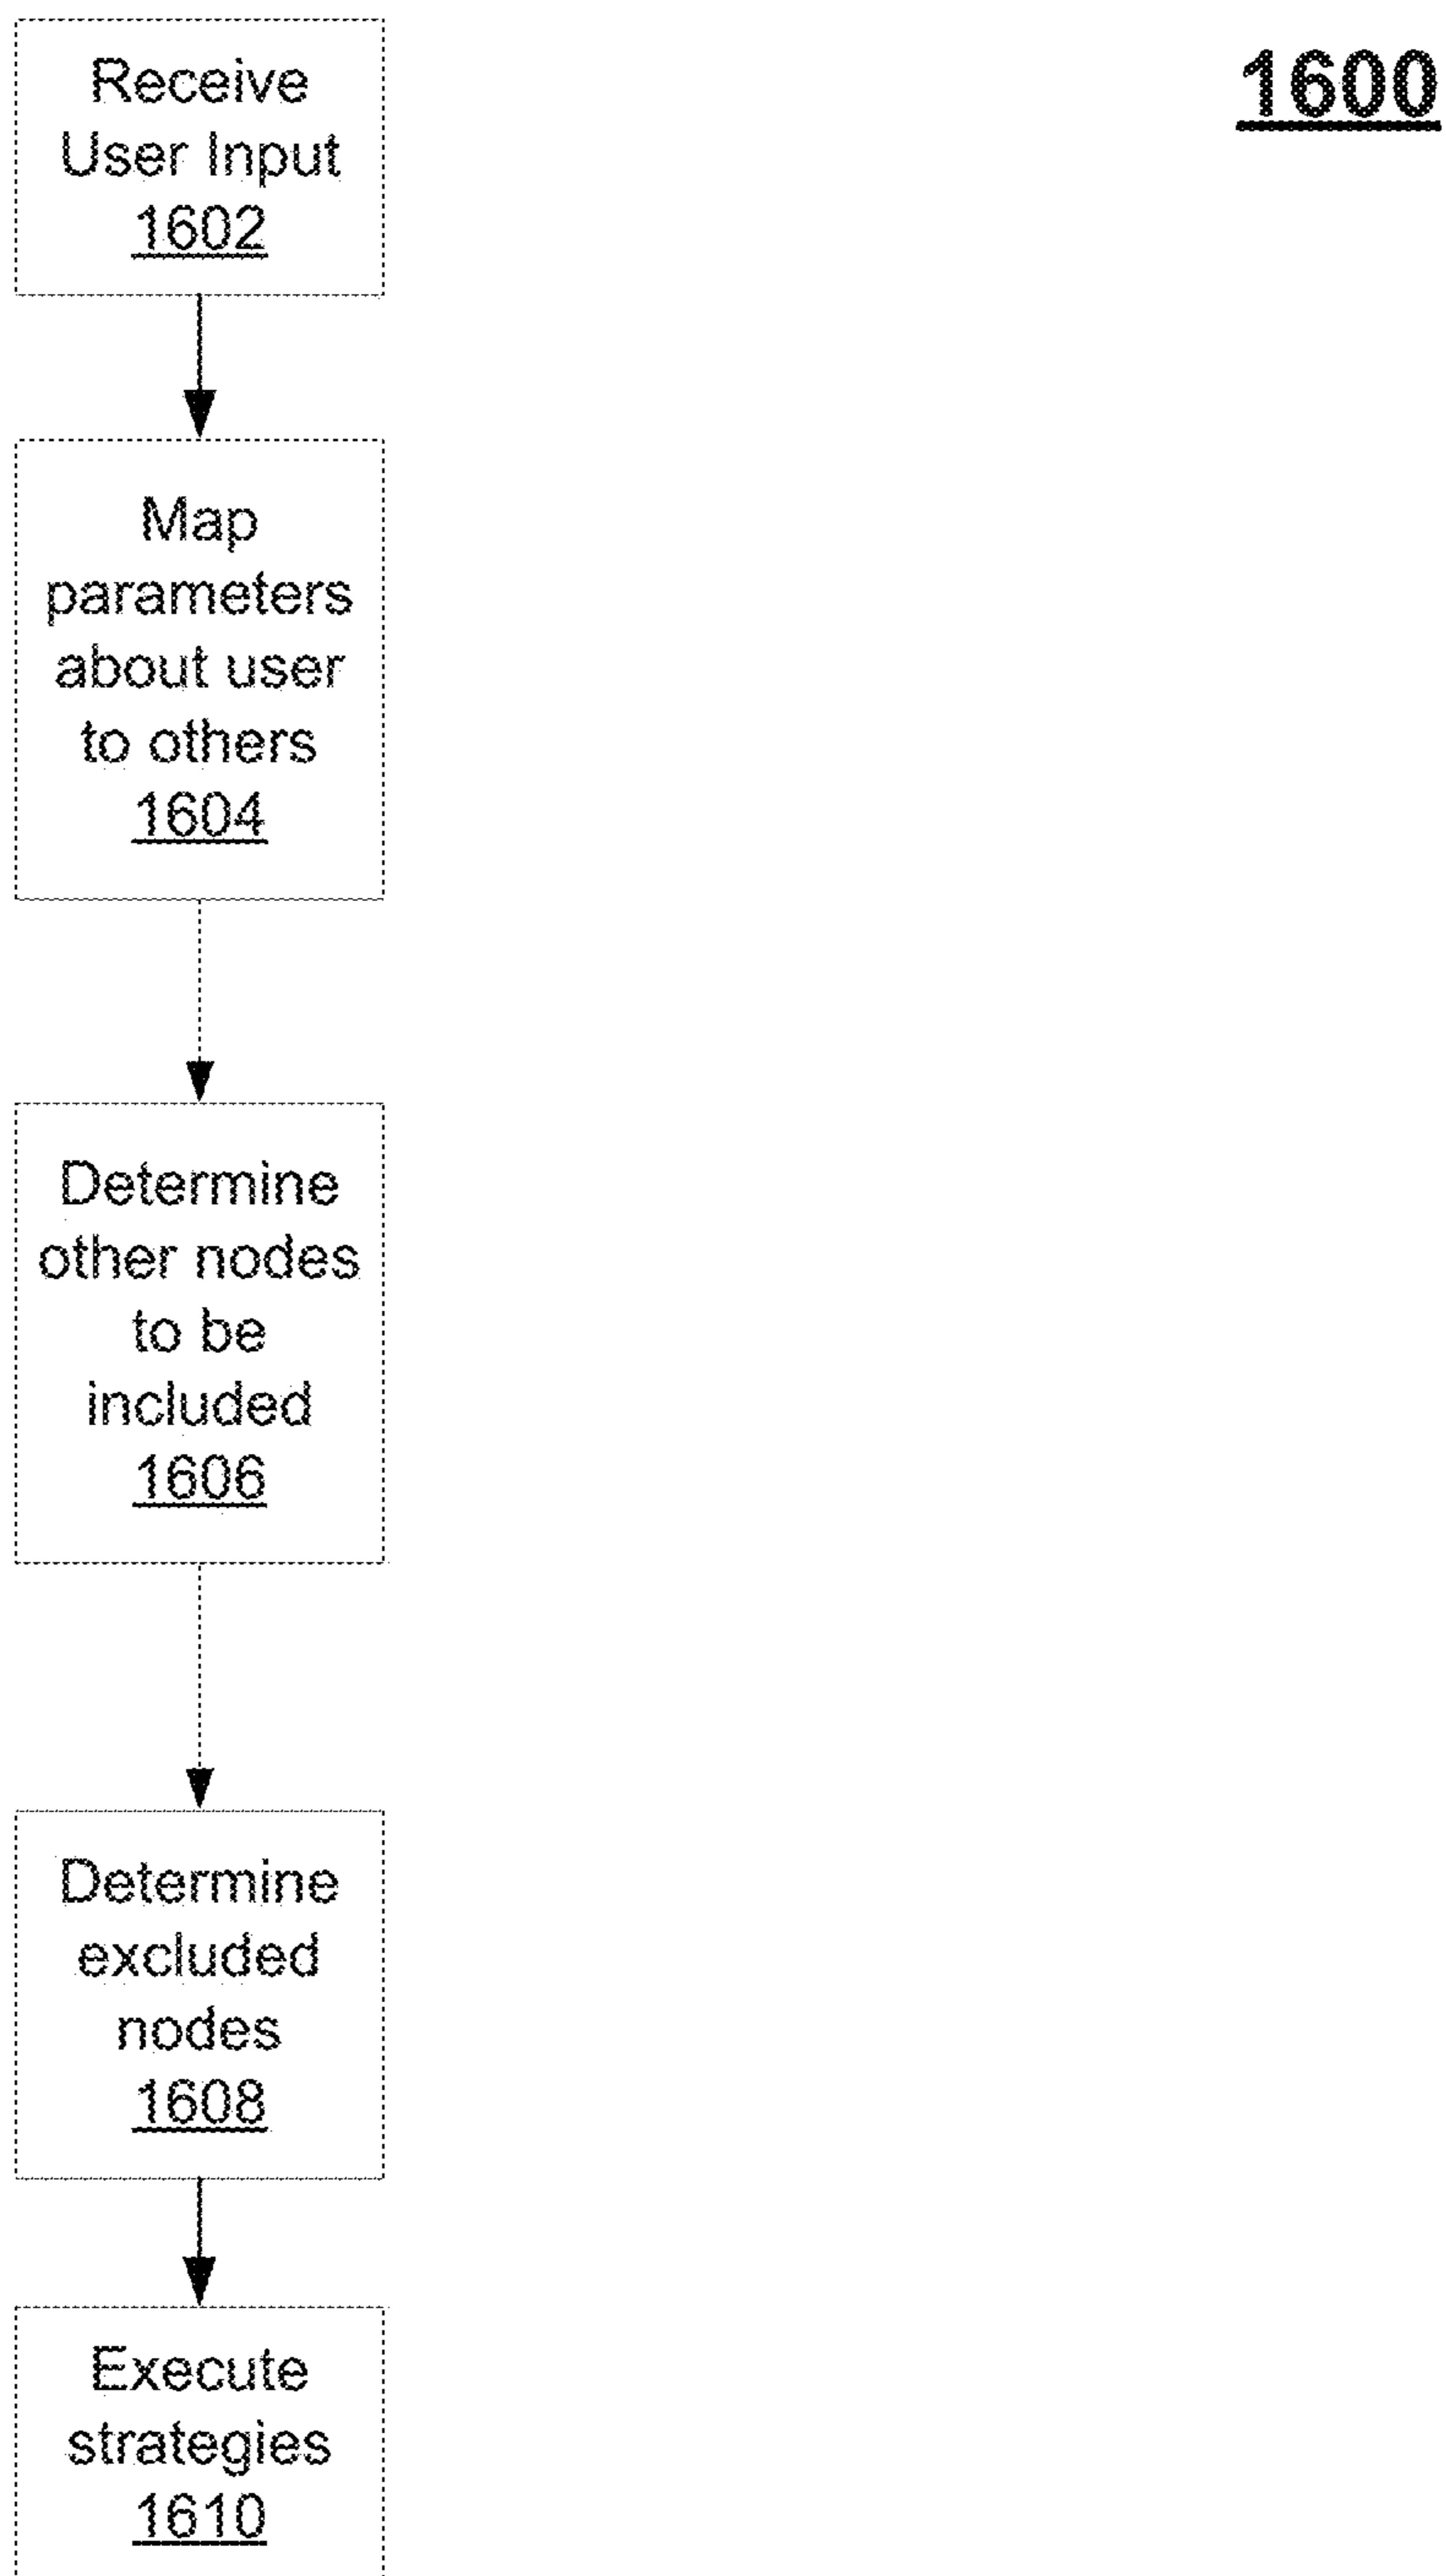 1600
Receive
User Input
1602
Map
parameters
about user
to others
1604
Determine
other nodes
to be
included
1606
Determine
excluded
nodes
1608
Execute
strategies
1610